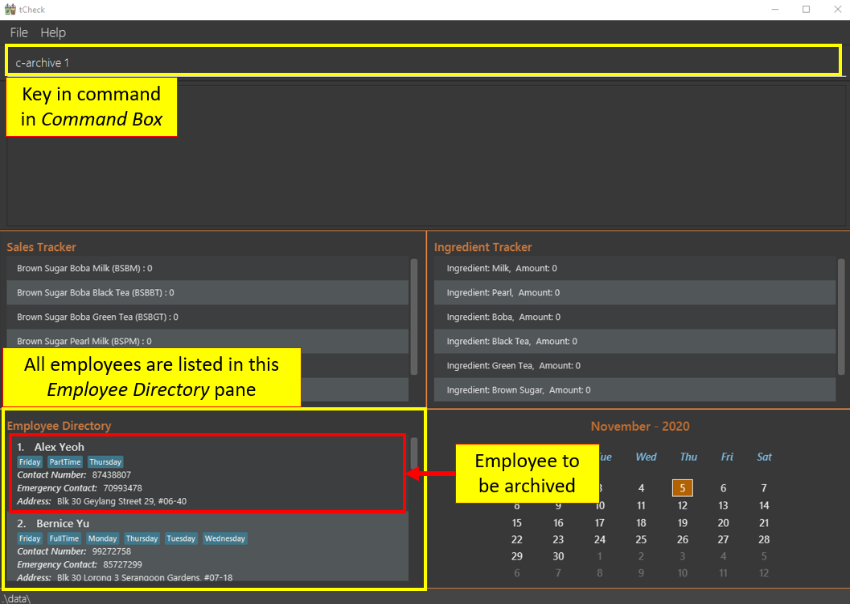 tCheck
File Help
c-archive 1
Key in command
in Command Box
Sales Tracker
Brown Sugar Boba Milk (BSBM) : 0
Brown Sugar Boba Black Tea (BSBBT) : 0
Brown Sugar Boba Green Tea (BSBGT) : 0
Brown Sugar Pearl Milk (BSPM) : 0
Ingredient Tracker
Ingredient: Milk, Amount: 0
Ingredient: Pearl, Amount: 0
Ingredient: Boba, Amount: 0
Ingredient: Black Tea, Amount: 0
Ingredient: Green Tea, Amount: 0
Ingredient: Brown Sugar, Amount: 0
All employees are listed in this
Employee Directory pane
Employee Directory
1. Alex Yeoh
Friday PartTime Thursday
Contact Number: 87438807
Emergency Contact: 70993478
Address: Blk 30 Geylang Street 29, #06-40
2. Bernice Yu
Friday FullTime Monday Thursday Tuesday Wednesday
Contact Number: 99272758
Emergency Contact: 85727299
Address: Blk 30 Lorong 3 Serangoon Gardens, #07-18
Employee to
be archived
November - 2020
Wed Thu Fri Sat
4 5 6 7
8 9 10 11 12 13 14
15 16 17 18 19 20 21
22 23 24 25 26 27 28
29 30 1 2 3 4 5
6 7 8 9 10 11 12
\data\